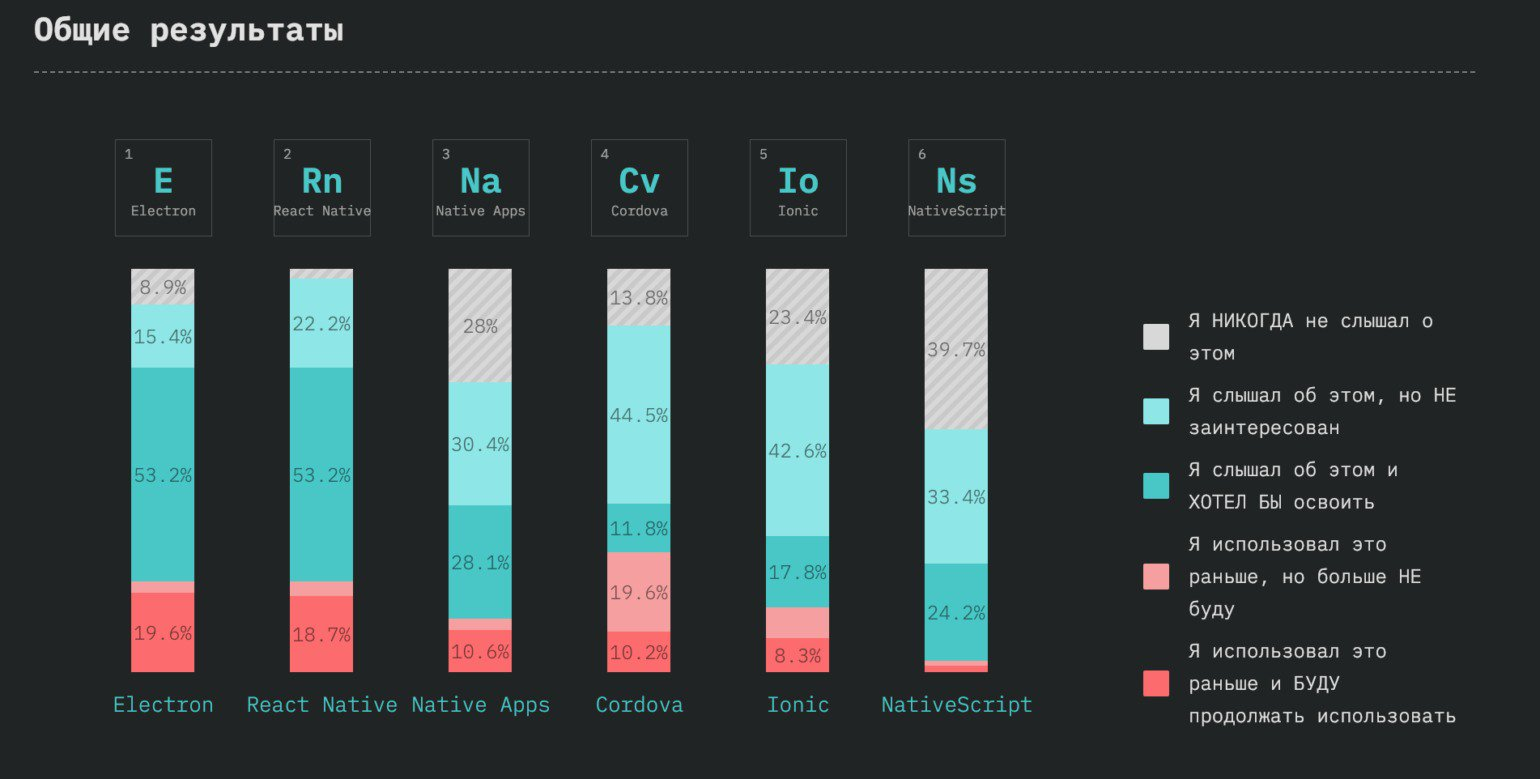 Общие результаты
1
E
Electron
2
Rn
React Native
3
Na
Native Apps
4
Cv
Cordova
5
Io
Ionic
6
Ns
NativeScript
8.9%
15.4%
53.2%
19.6%
22.2%
53.2%
18.7%
28%
30.4%
28.1%
10.6%
13.8%
44.5%
11.8%
19.6%
10.2%
23.4%
42.6%
17.8%
8.3%
39.7%
33.4%
24.2%
Electron
React Native
Native Apps
Cordova
Ionic
NativeScript
Я НИКОГДА не слышал о
этом
Я слышал об этом, но НЕ
заинтересован
Я слышал об этом и
ХОТЕЛ БЫ освоить
Я использовал это
раньше, но больше НЕ
буду
Я использовал это
раньше и БУДУ
продолжать использовать